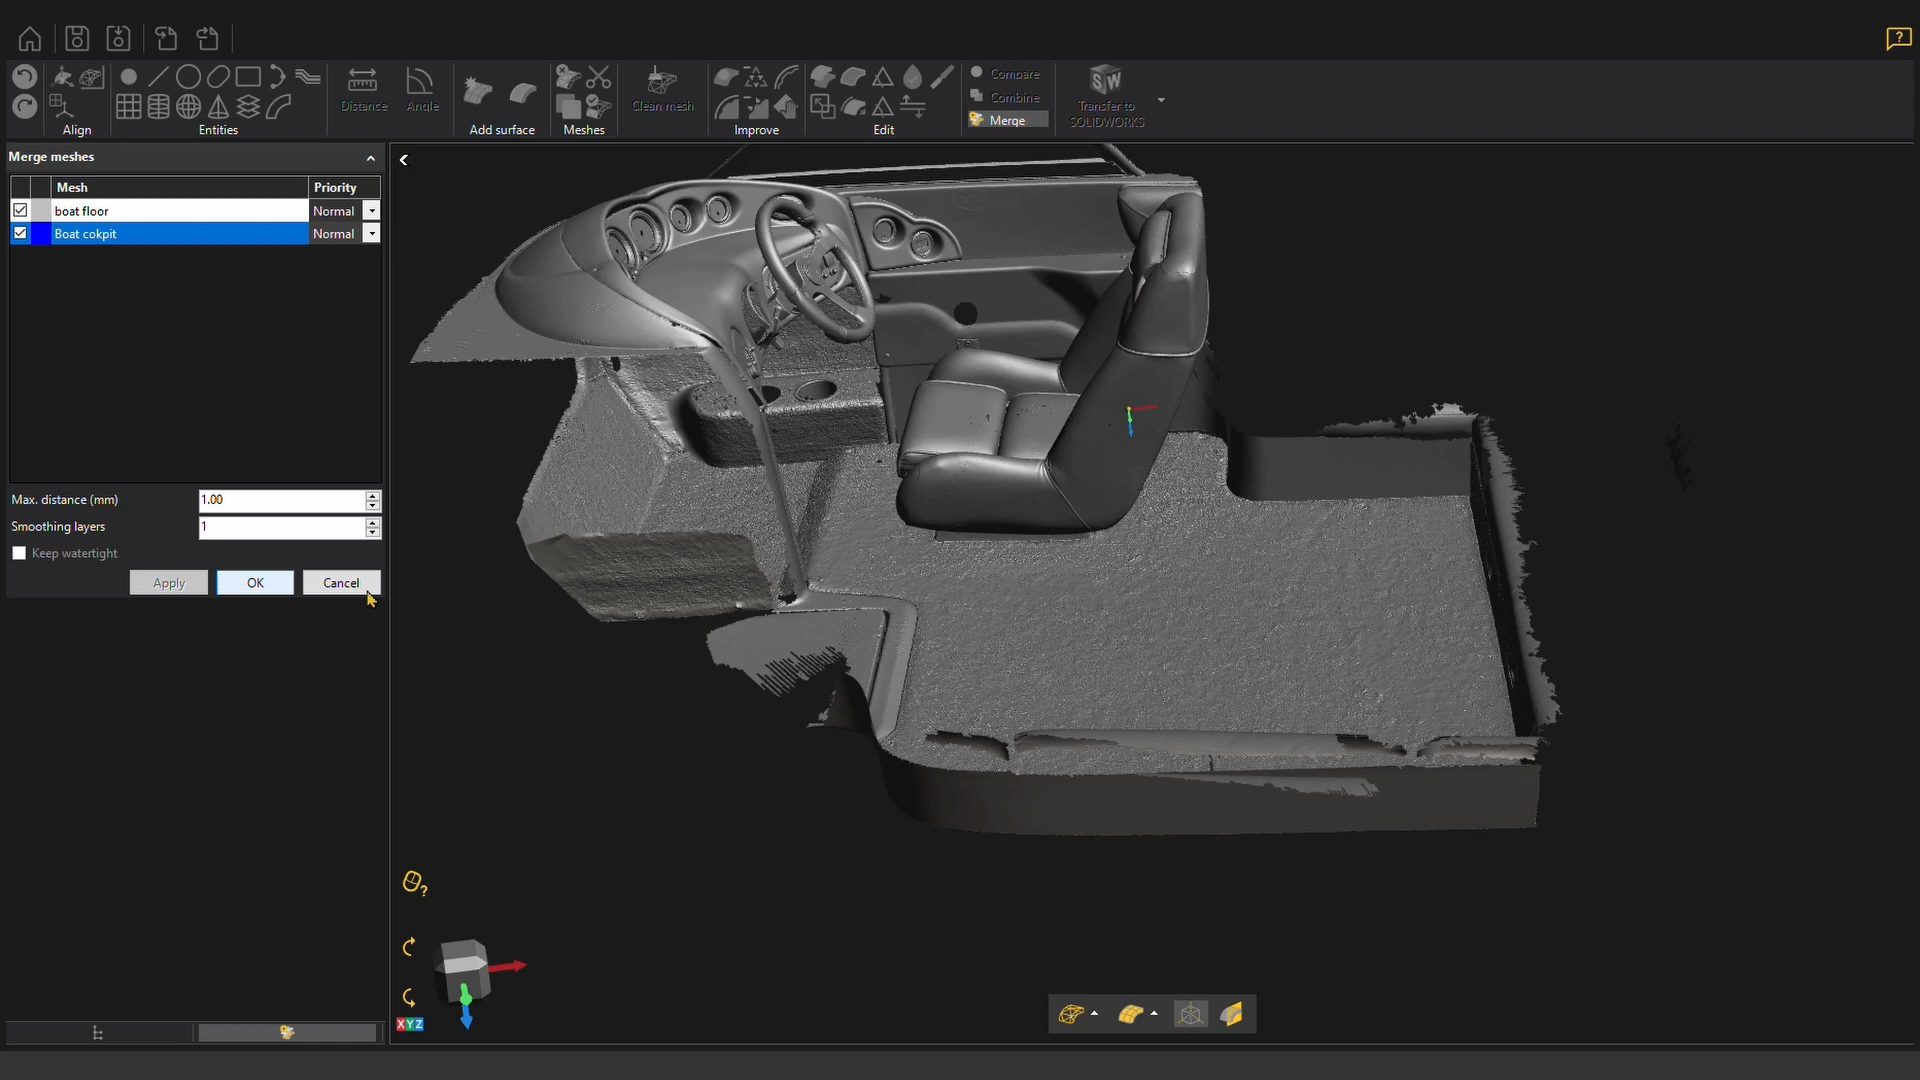 ?
Align
Entities
Distance
Angle
Add surface
Meshes
Clean mesh
Improve
Edit
Compare
Combine
Merge
SW
Transfer to
SOLIDWORKS
Merge meshes
Mesh Priority
boat floor Normal
Boat cokpit Normal
Max. distance (mm) 1.00
Smoothing layers 1
Keep watertight
Apply OK Cancel
?
XYZ